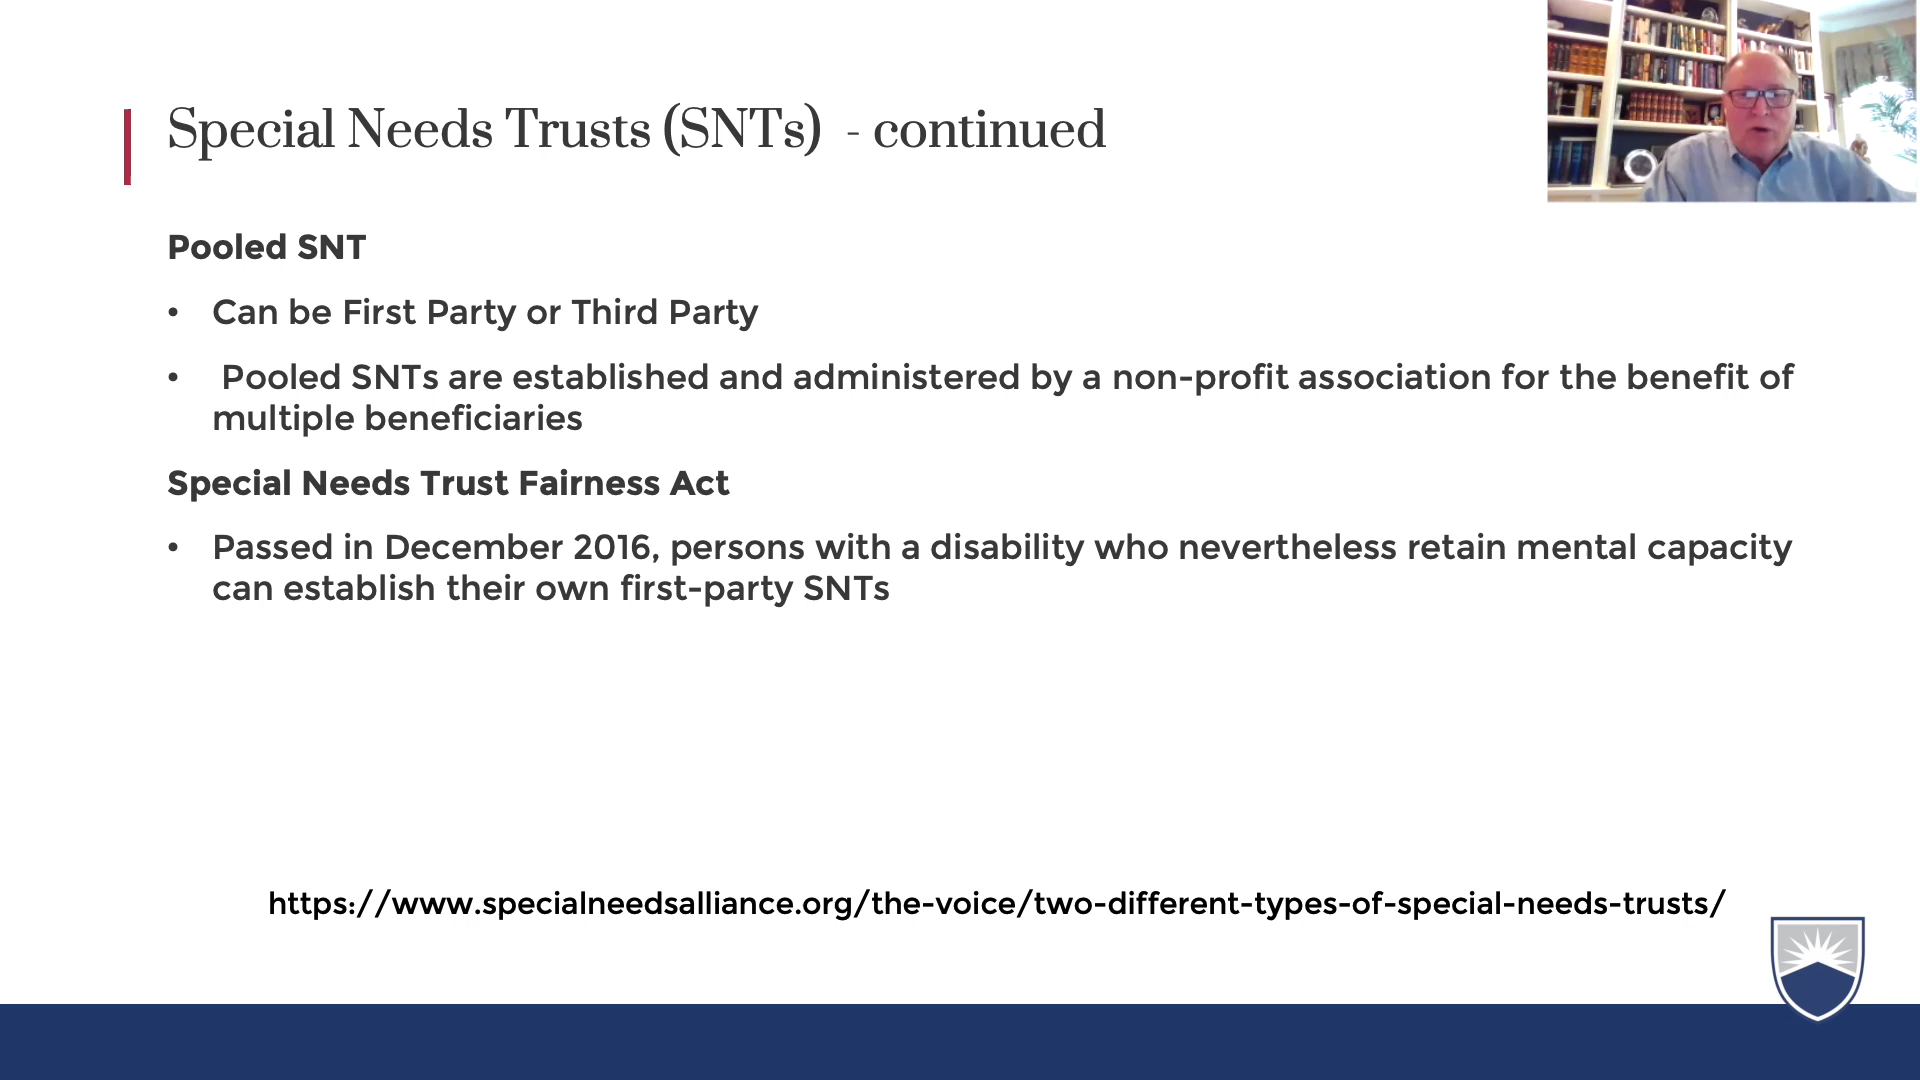 Special Needs Trusts (SNTs)  - continued
Pooled SNT
• Can be First Party or Third Party
• Pooled SNTs are established and administered by a non-profit association for the benefit of
multiple beneficiaries
Special Needs Trust Fairness Act
• Passed in December 2016, persons with a disability who nevertheless retain mental capacity
can establish their own first-party SNTs
https://www.specialneedsalliance.org/the-voice/two-different-types-of-special-needs-trusts/